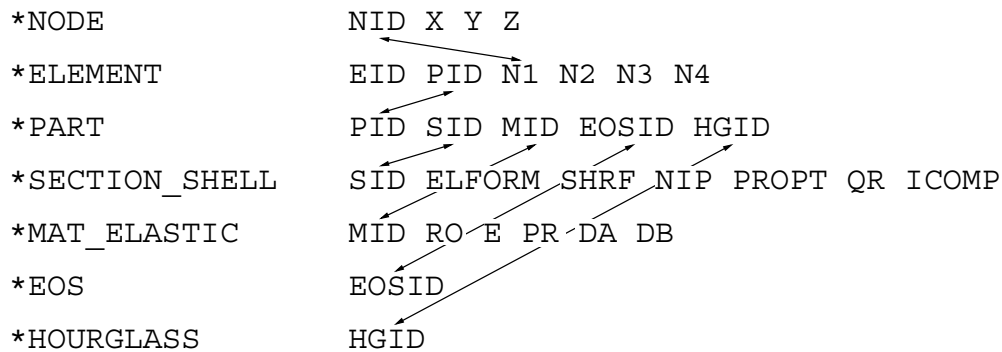 *NODE NID X Y Z
*ELEMENT EID PID N1 N2 N3 N4
*PART PID SID MID EOSID HGID
*SECTION_SHELL SID ELFORM SHRF NIP PROPT QR ICOMP
*MAT_ELASTIC MID RO E PR DA DB
*EOS EOSID
*HOURGLASS HGID